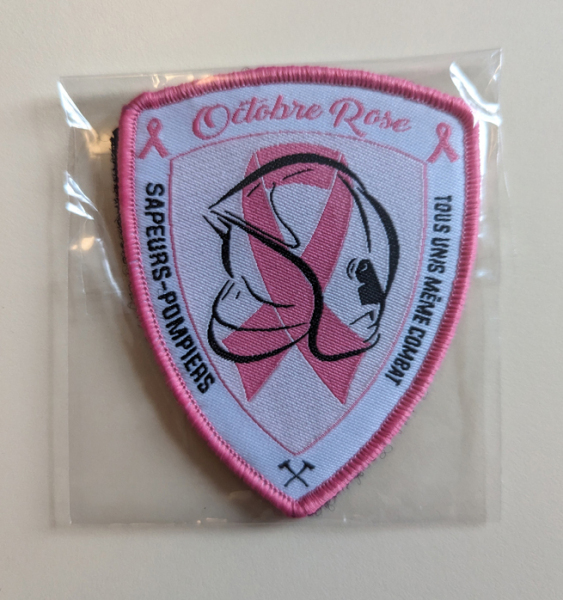 Octobre Rose
SAPEURS-POMPIERS
TOUS UNIS MÊME COMBAT